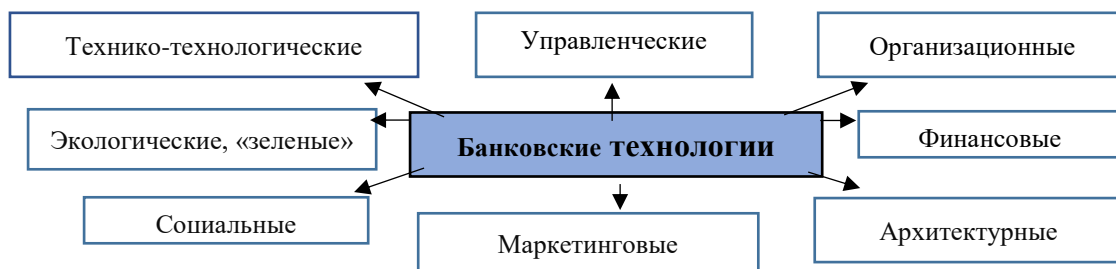 Технико-технологические
Управленческие
Организационные
Экологические, «зеленые»
Банковские технологии
Финансовые
Социальные
Маркетинговые
Архитектурные